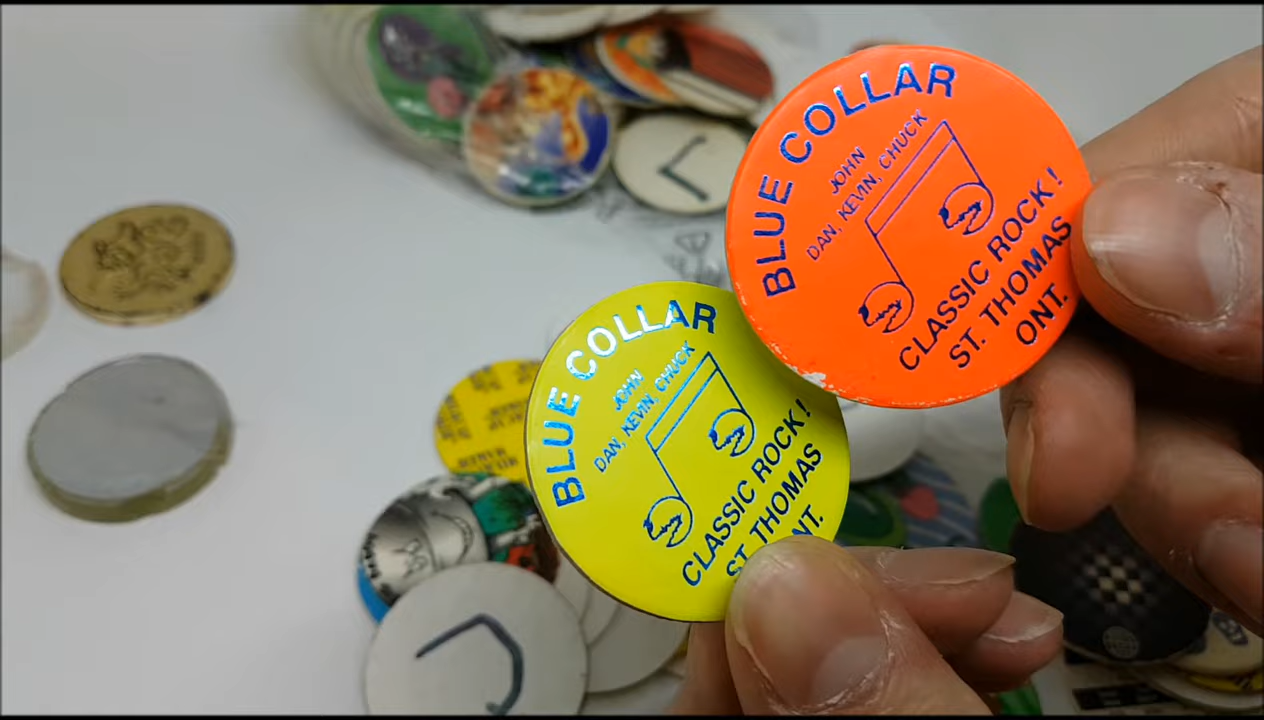 BLUE COLLAR
JOHN
DAN, KEVIN, CHUCK
CLASSIC ROCK!
ST. THOMAS
ONT.
BLUE COLLAR
JOHN
DAN, KEVIN, CHUCK
CLASSIC ROCK!
ST. THOMAS
NT.